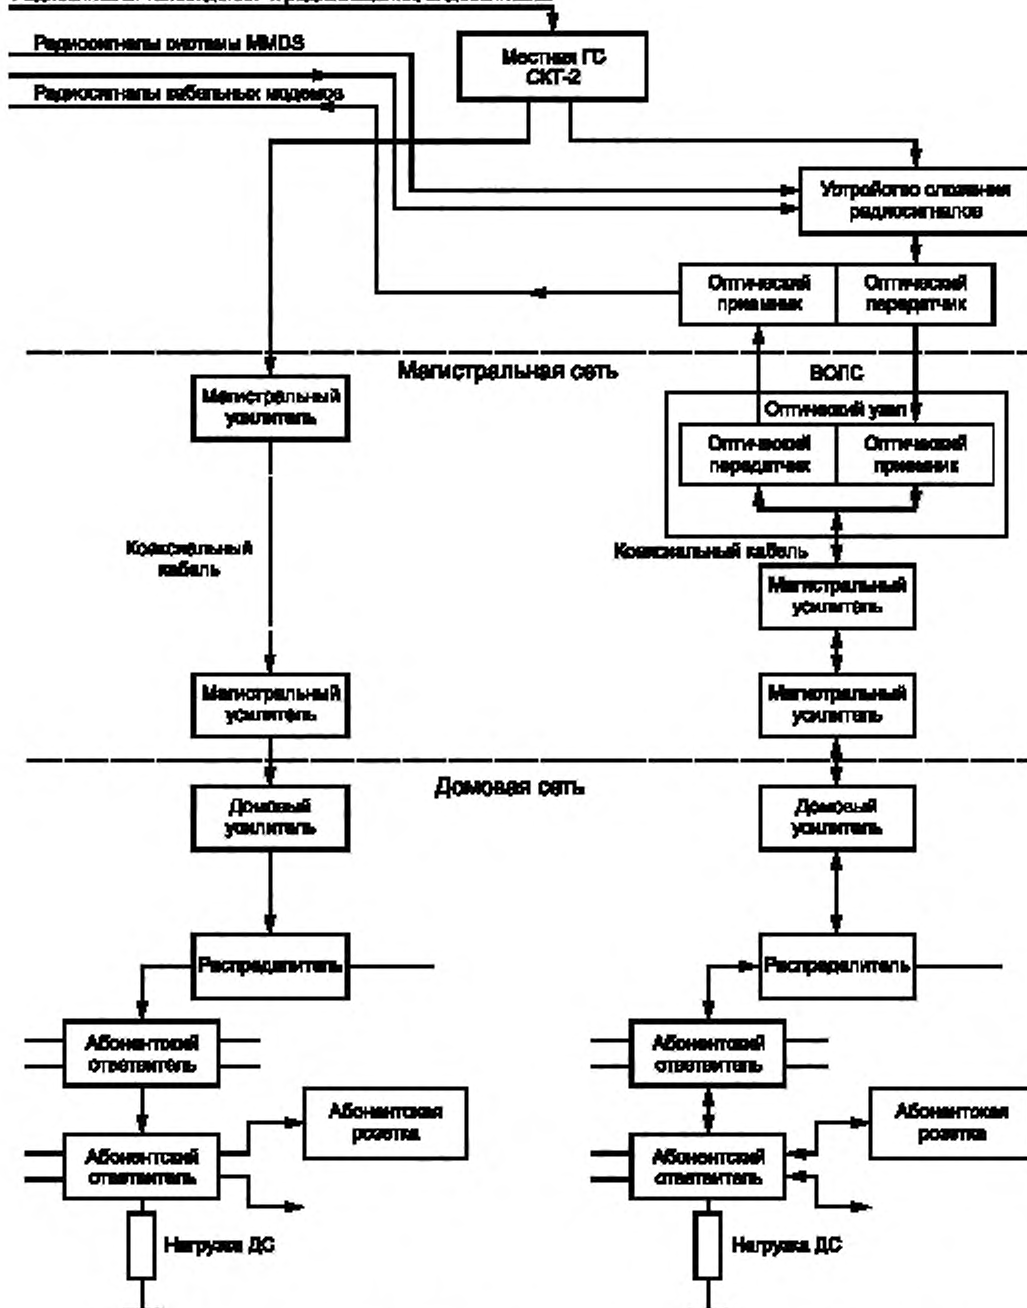 Радиосигналы системы MMDS
Местная ГС
СКТ-2
Радиосигналы кабельных модемов
Устройство сложения
радиосигналов
Оптический
приемник
Оптический
передатчик
Магистральная сеть
ВОЛС
Магистральный
усилитель
Оптический узел
Оптический
передатчик
Оптический
приемник
Коаксиальный
кабель
Коаксиальный кабель
Магистральный
усилитель
Магистральный
усилитель
Магистральный
усилитель
Домовая сеть
Домовый
усилитель
Домовый
усилитель
Распределитель
Распределитель
Абонентский
ответвитель
Абонентский
ответвитель
Абонентская
розетка
Абонентская
розетка
Абонентский
ответвитель
Абонентский
ответвитель
Нагрузка ДС
Нагрузка ДС